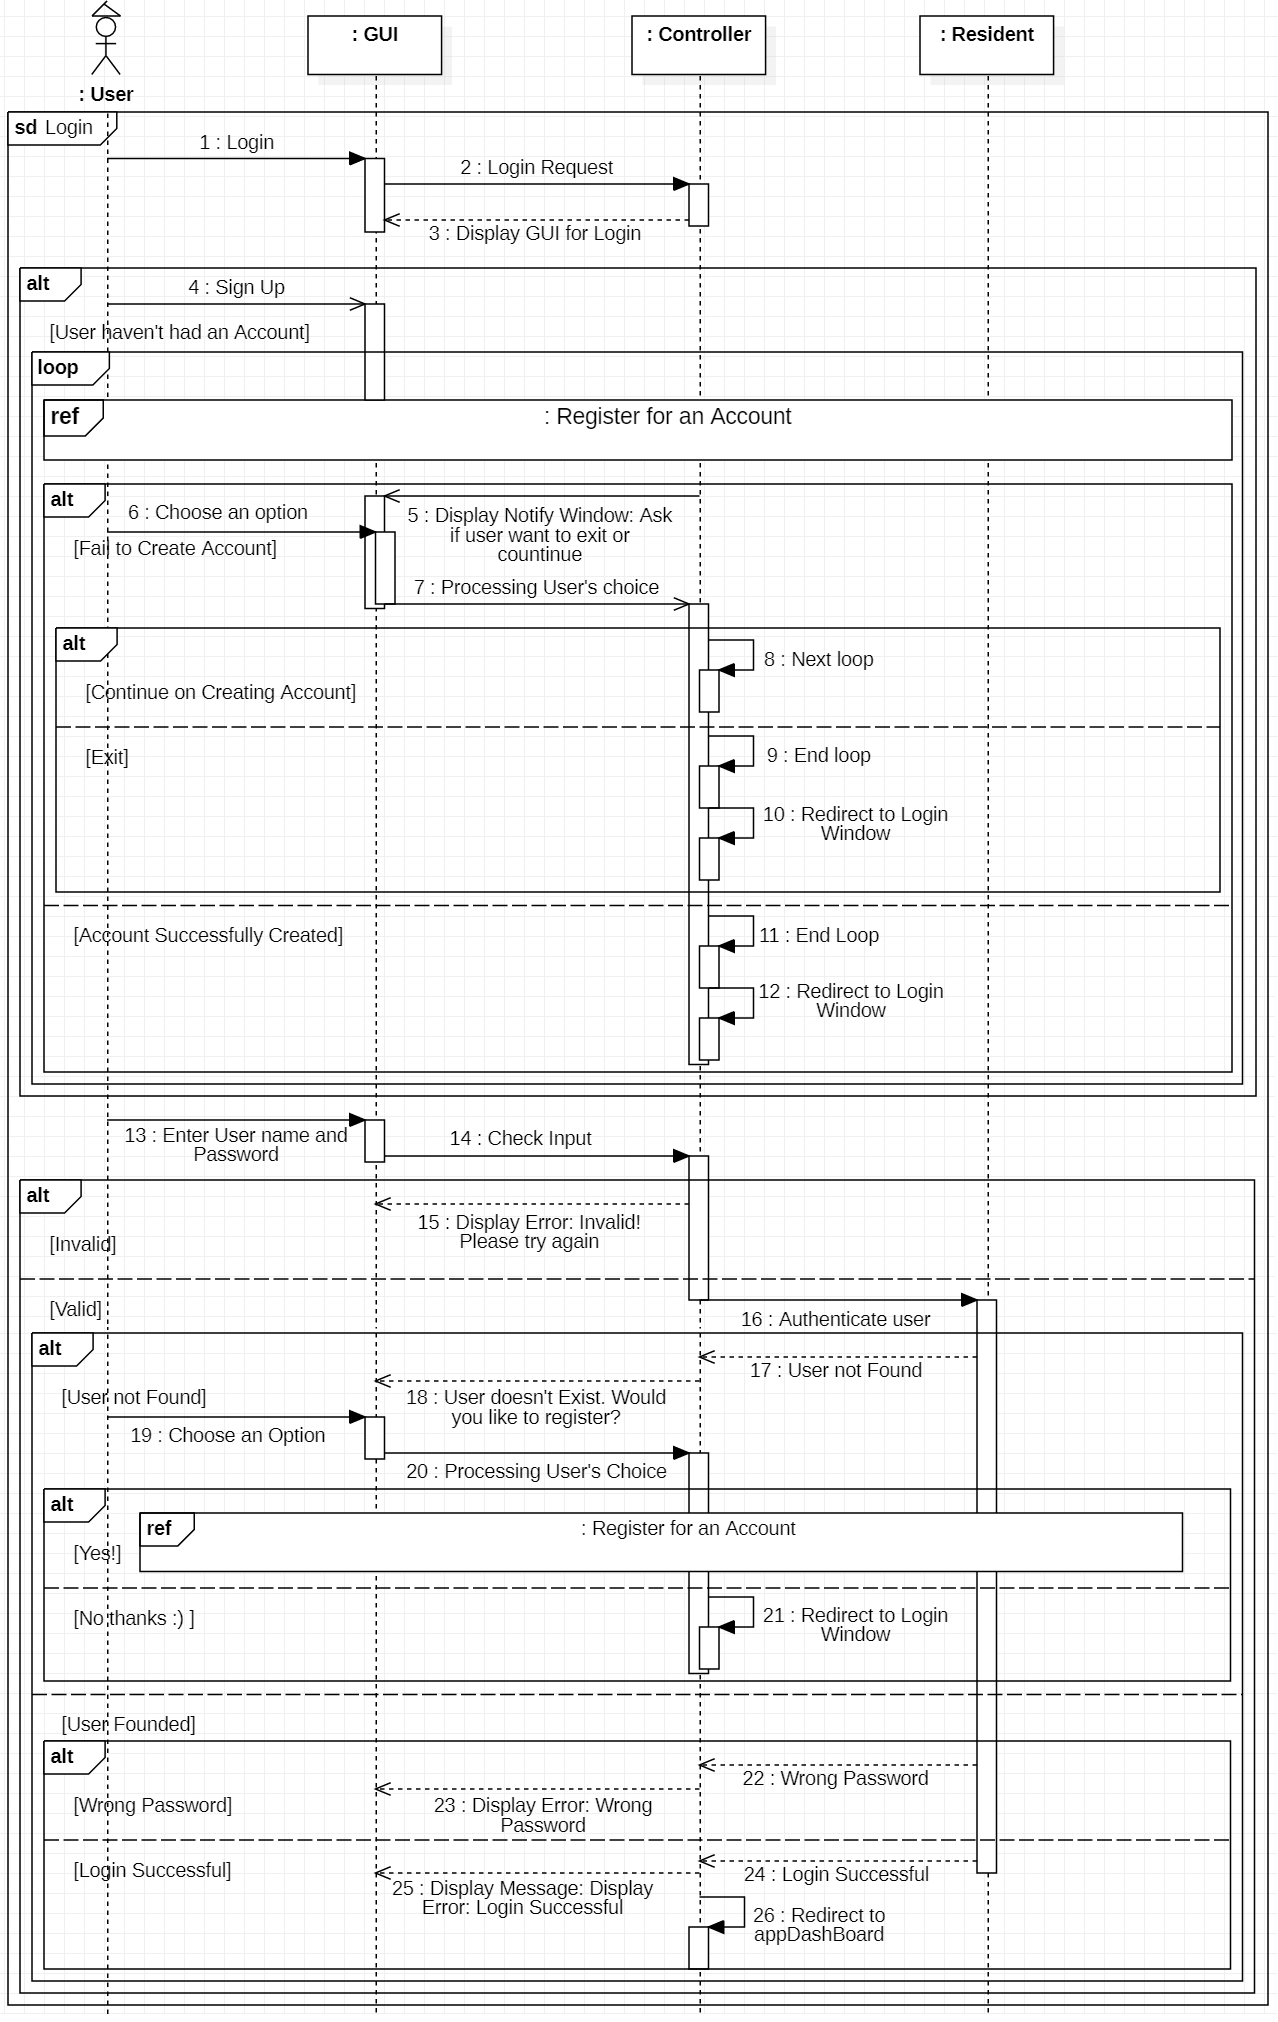 : GUI
: Controller
: Resident
: User
sd Login
1 : Login
2 : Login Request
3 : Display GUI for Login
alt
4 : Sign Up
[User haven't had an Account]
loop
ref
: Register for an Account
alt
6 : Choose an option
5 : Display Notify Window: Ask
if user want to exit or
countinue
[Fail to Create Account]
7 : Processing User's choice
alt
8 : Next loop
[Continue on Creating Account]
[Exit]
9 : End loop
10 : Redirect to Login
Window
[Account Successfully Created]
11 : End Loop
12 : Redirect to Login
Window
13 : Enter User name and
Password
14 : Check Input
alt
15 : Display Error: Invalid!
Please try again
[Invalid]
[Valid]
16 : Authenticate user
alt
17 : User not Found
[User not Found]
18 : User doesn't Exist. Would
you like to register?
19 : Choose an Option
20 : Processing User's Choice
alt
ref
: Register for an Account
[Yes!]
[No thanks :) ]
21 : Redirect to Login
Window
[User Founded]
alt
22 : Wrong Password
[Wrong Password]
23 : Display Error: Wrong
Password
[Login Successful]
24 : Login Successful
25 : Display Message: Display
Error: Login Successful
26 : Redirect to
appDashBoard